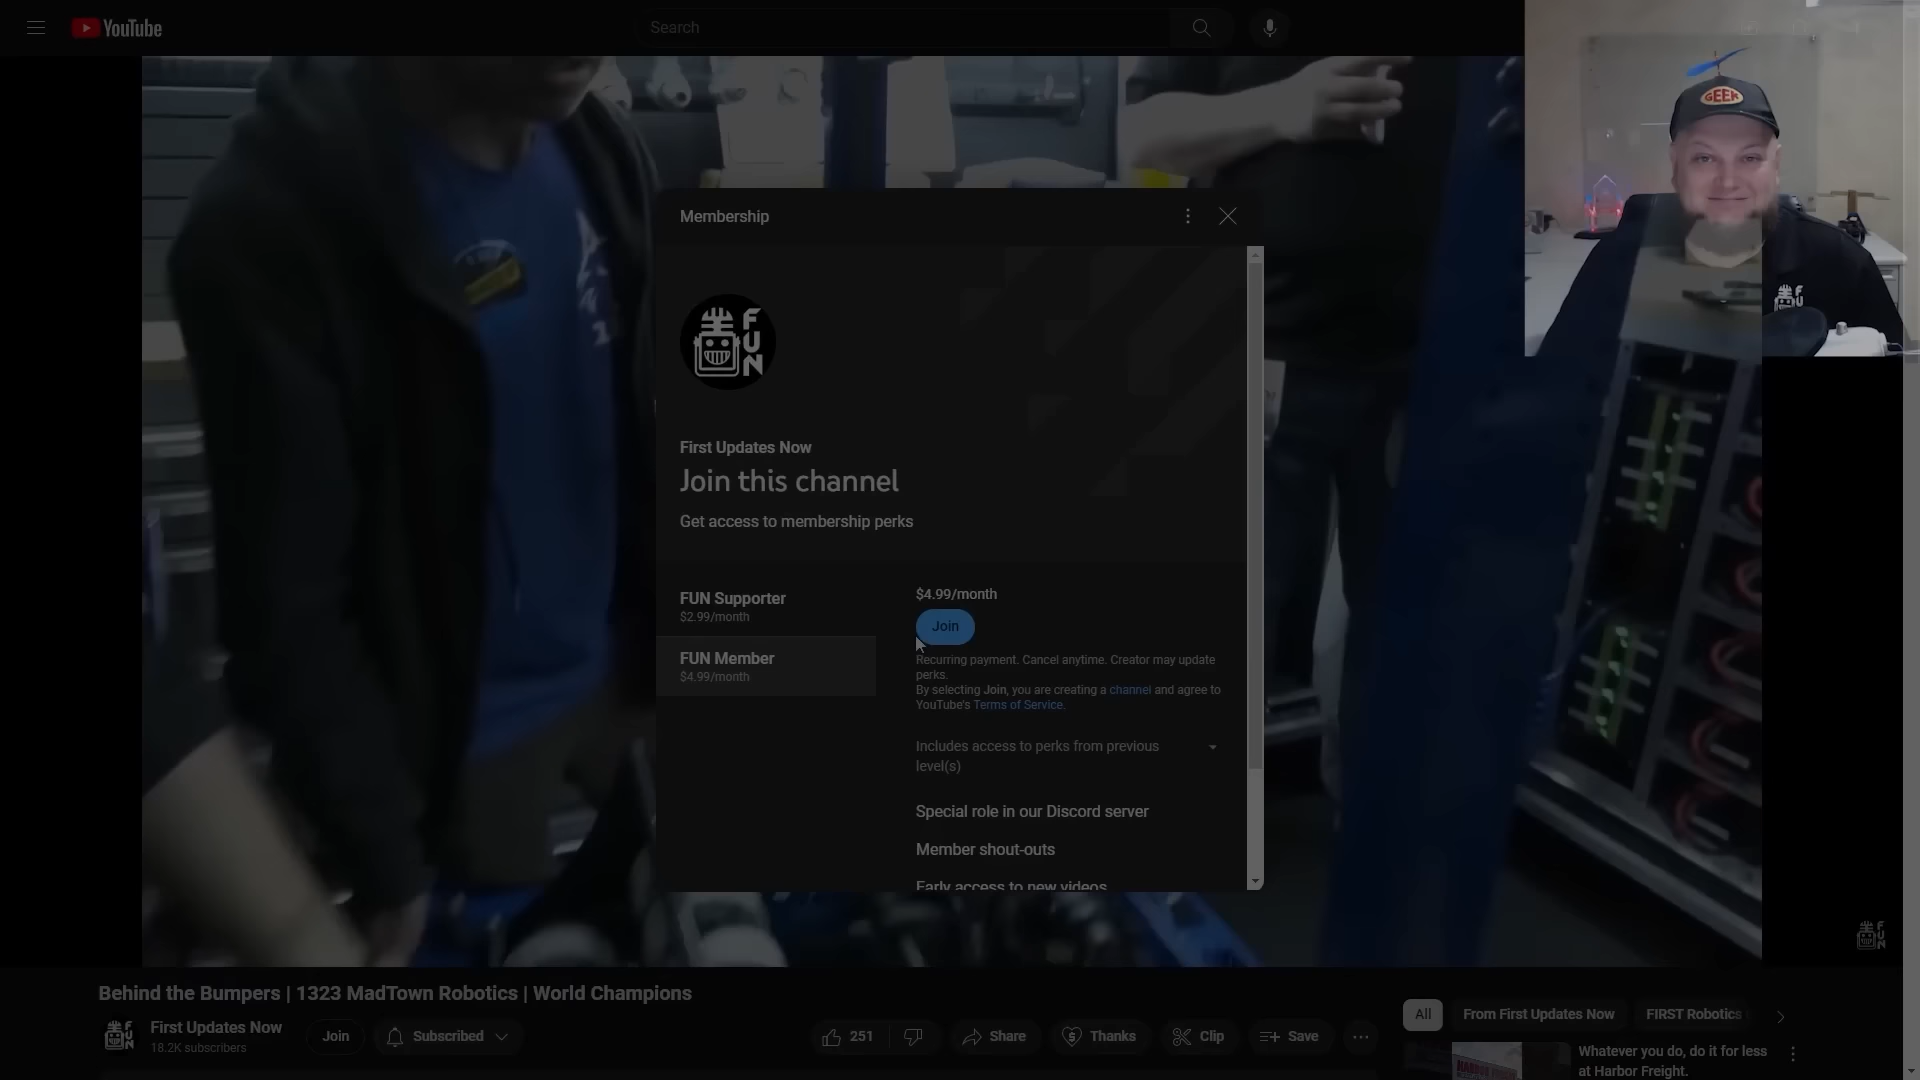 YouTube
Search
GEEK
FUN
Membership
FUN
First Updates Now
Join this channel
Get access to membership perks
FUN Supporter
$2.99/month
FUN Member
$4.99/month
$4.99/month
Join
Recurring payment. Cancel anytime. Creator may update
perks.
By selecting Join, you are creating a channel and agree to
YouTube's Terms of Service.
Includes access to perks from previous
level(s)
Special role in our Discord server
Member shout-outs
Early access to new videos
FUN
Behind the Bumpers | 1323 MadTown Robotics | World Champions
FUN
First Updates Now
18.2K subscribers
Join
Subscribed
251
Share
Thanks
Clip
Save
All
From First Updates Now
FIRST Robotics
Whatever you do, do it for less
at Harbor Freight.